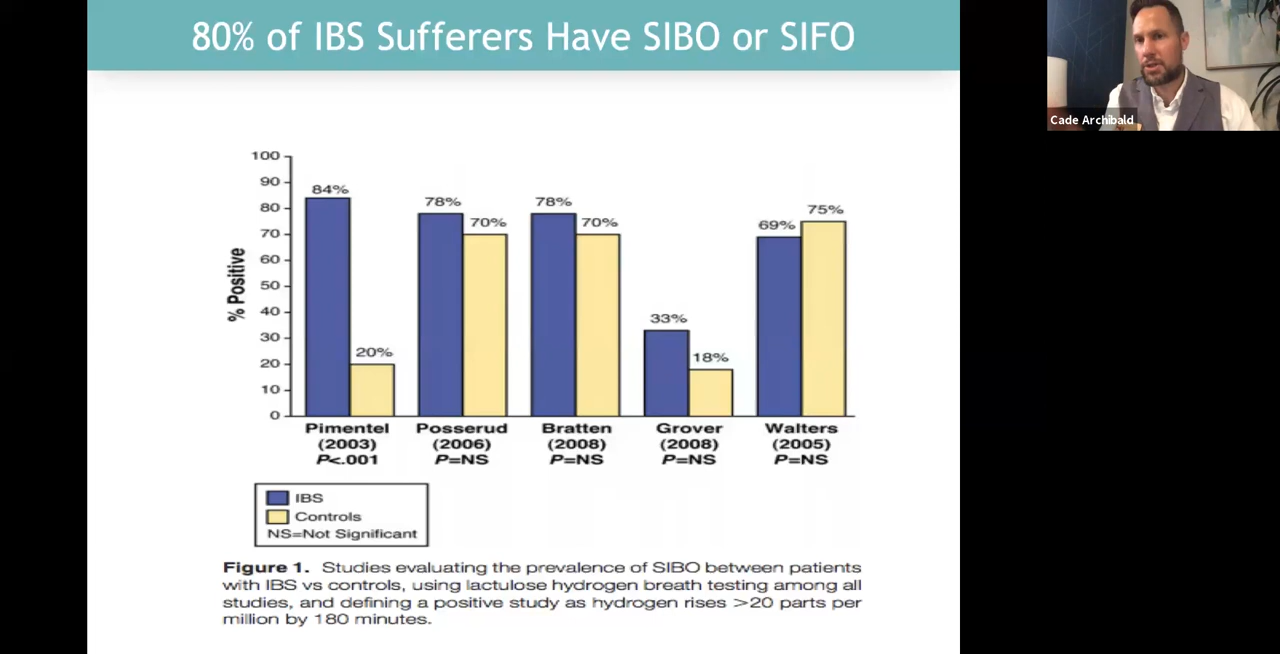 80% of IBS Sufferers Have SIBO or SIFO
Cade Archibald
% Positive
100
90
80
70
60
50
40
30
20
10
0
84%
20%
78%
70%
78%
70%
33%
18%
69%
75%
Pimentel
(2003)
P<.001
Posserud
(2006)
P=NS
Bratten
(2008)
P=NS
Grover
(2008)
P=NS
Walters
(2005)
P=NS
IBS
Controls
NS=Not Significant
Figure 1. Studies evaluating the prevalence of SIBO between patients
with IBS vs controls, using lactulose hydrogen breath testing among all
studies, and defining a positive study as hydrogen rises >20 parts per
million by 180 minutes.